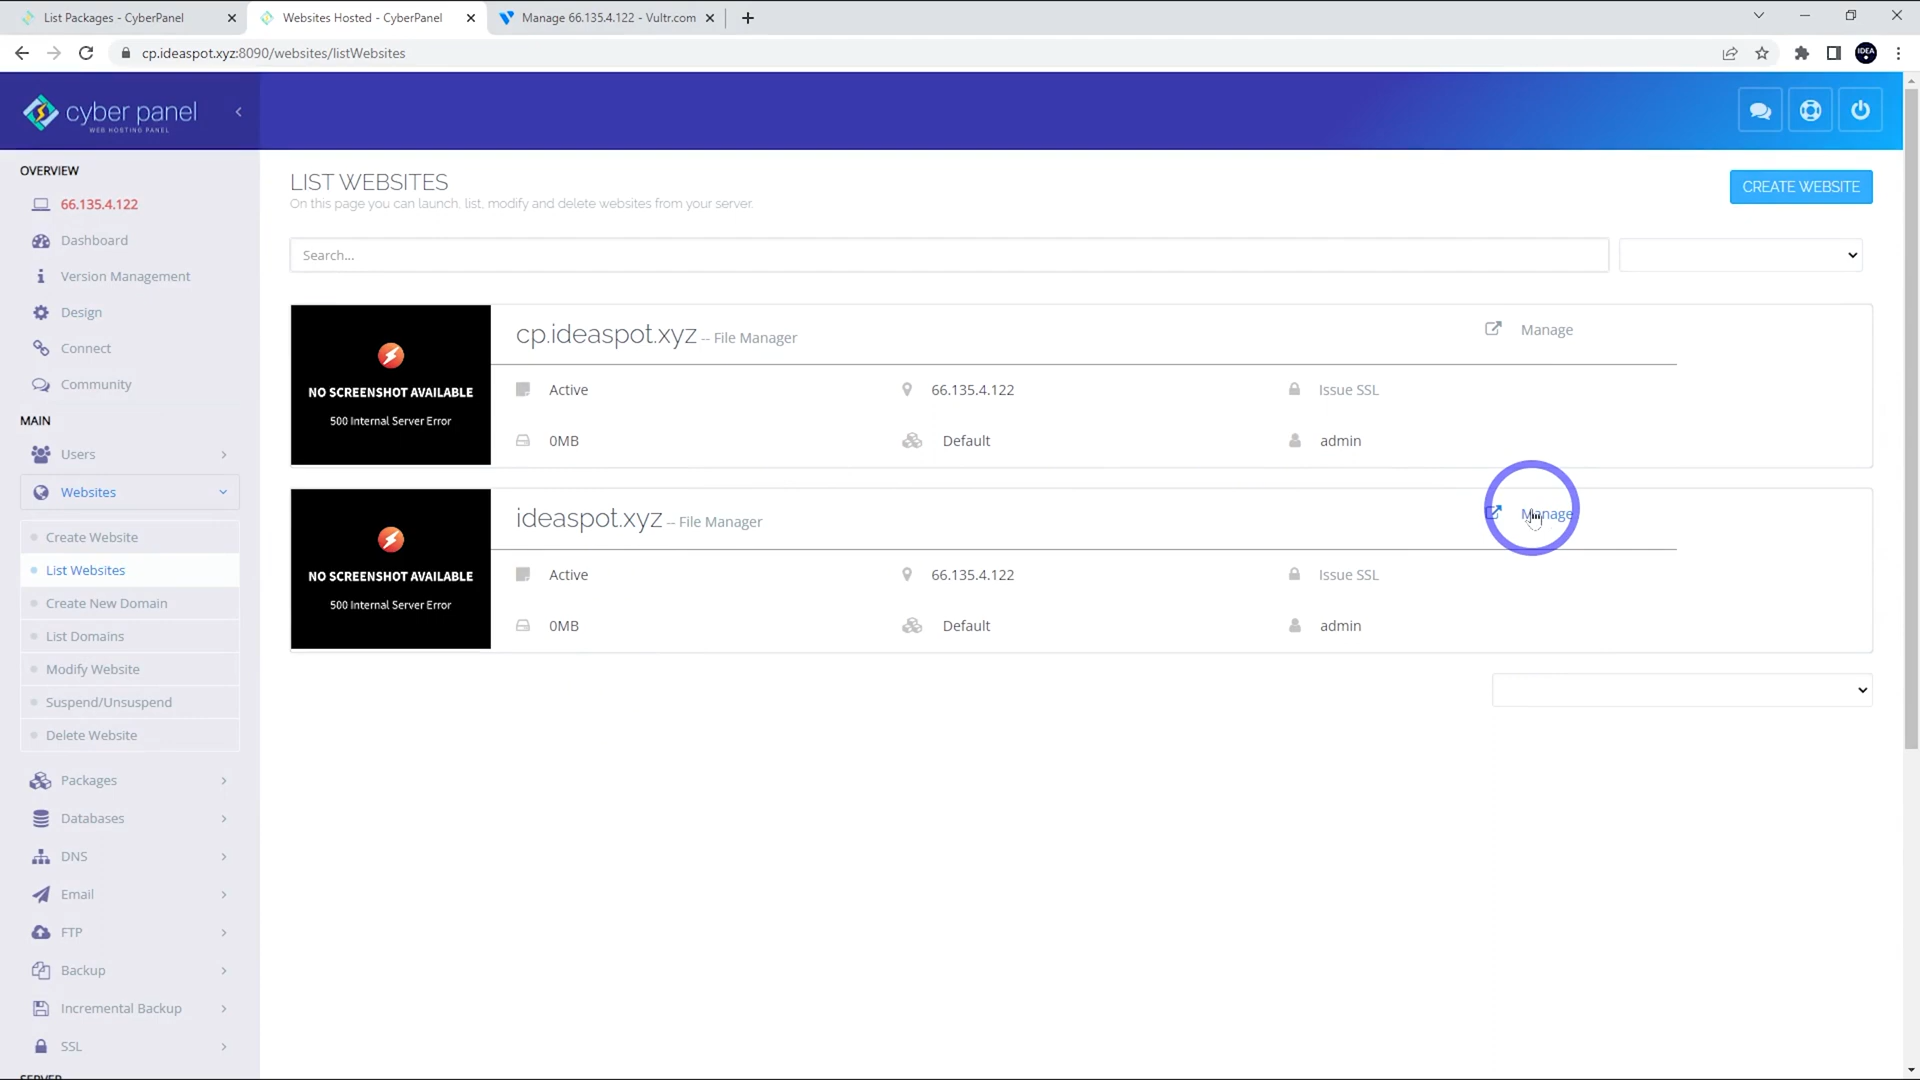 List Packages - CyberPanel
Websites Hosted - CyberPanel
Manage 66.135.4.122 - Vultr.com
cp.ideaspot.xyz:8090/websites/listWebsites
IDEA
cyber panel
WEB HOSTING PANEL
OVERVIEW
66.135.4.122
Dashboard
Version Management
Design
Connect
Community
MAIN
Users
Websites
Create Website
List Websites
Create New Domain
List Domains
Modify Website
Suspend/Unsuspend
Delete Website
Packages
Databases
DNS
Email
FTP
Backup
Incremental Backup
SSL
SERVER
LIST WEBSITES
On this page you can launch, list, modify and delete websites from your server.
CREATE WEBSITE
Search...
NO SCREENSHOT AVAILABLE
500 Internal Server Error
cp.ideaspot.xyz -- File Manager
Manage
Active
66.135.4.122
Issue SSL
0MB
Default
admin
NO SCREENSHOT AVAILABLE
500 Internal Server Error
ideaspot.xyz -- File Manager
Manage
Active
66.135.4.122
Issue SSL
0MB
Default
admin